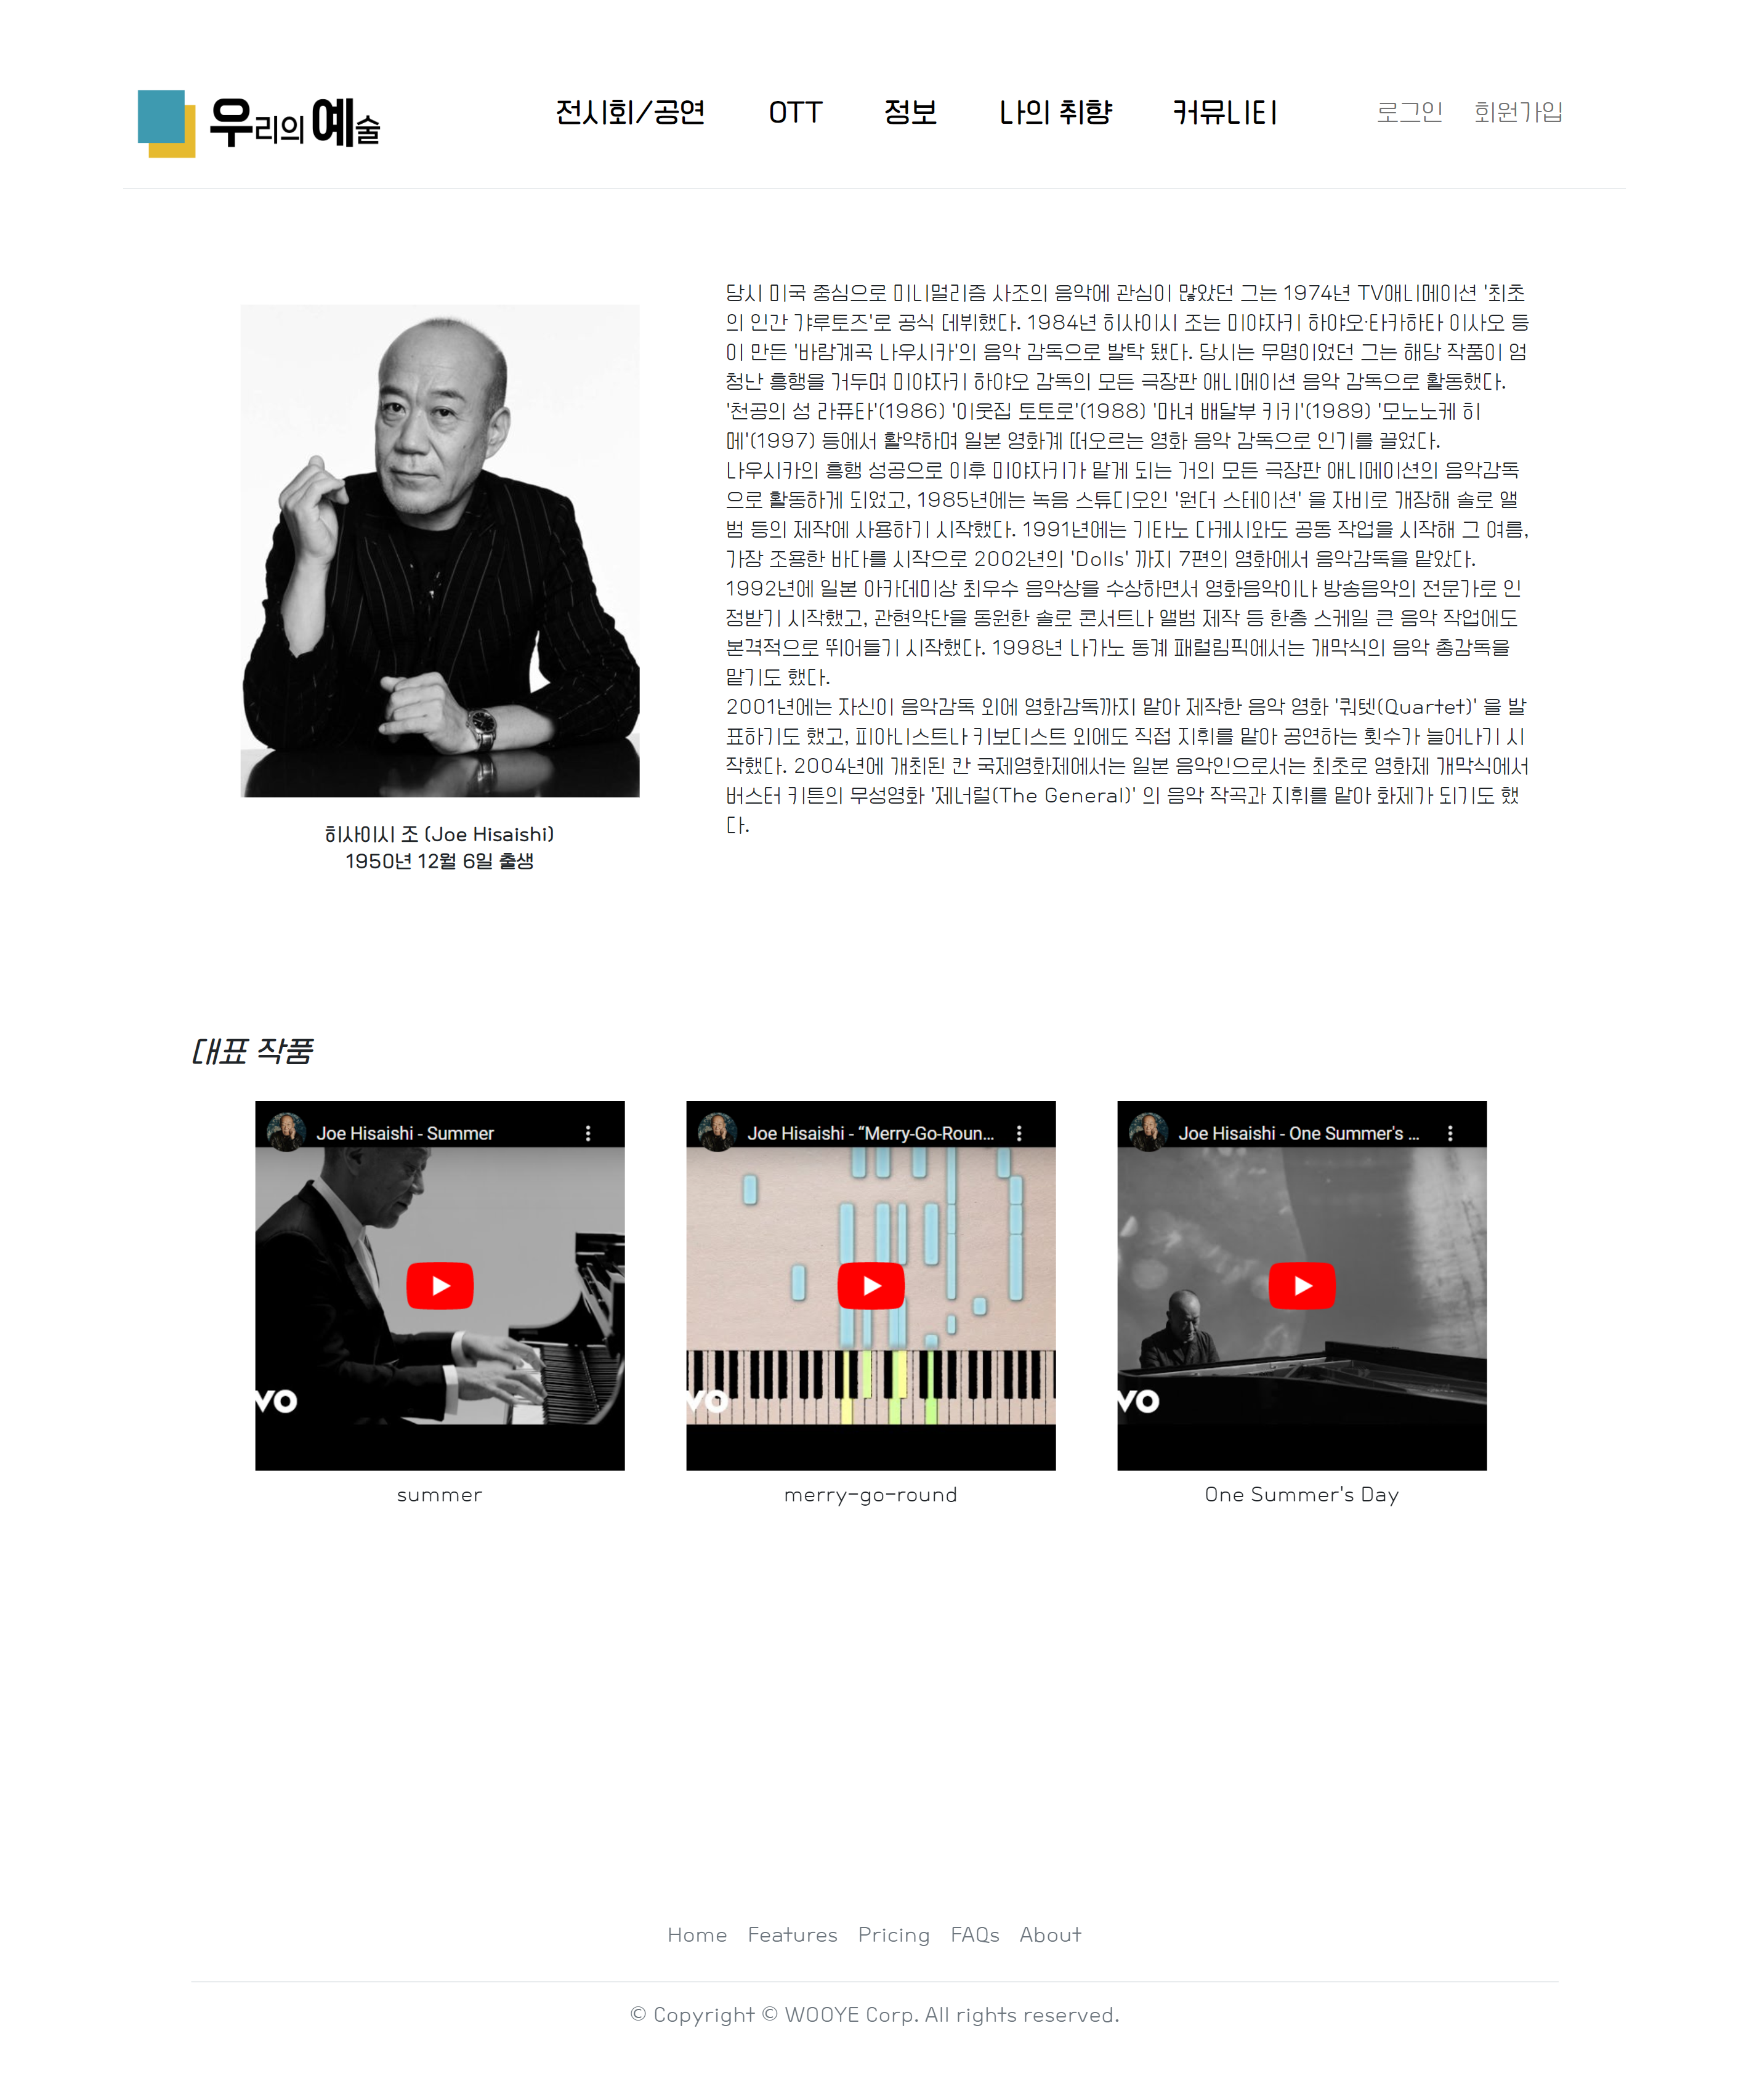 우리의 예술
전시회/공연 OTT 정보 나의 취향 커뮤니티 로그인 회원가입
당시 미국 중심으로 미니멀리즘 사조의 음악에 관심이 많았던 그는 1974년 TV애니메이션 '최초
의 인간 갸루토즈'로 공식 데뷔했다. 1984년 히사이시 조는 미야자키 하야오·타카하타 이사오 등
이 만든 '바람계곡 나우시카'의 음악 감독으로 발탁 됐다. 당시는 무명이었던 그는 해당 작품이 엄
청난 흥행을 거두며 미야자키 하야오 감독의 모든 극장판 애니메이션 음악 감독으로 활동했다.
'천공의 성 라퓨타'(1986) '이웃집 토토로'(1988) '마녀 배달부 키키'(1989) '모노노케 히
메'(1997) 등에서 활약하며 일본 영화계 떠오르는 영화 음악 감독으로 인기를 끌었다.
나우시카의 흥행 성공으로 이후 미야자키가 맡게 되는 거의 모든 극장판 애니메이션의 음악감독
으로 활동하게 되었고, 1985년에는 녹음 스튜디오인 '원더 스테이션' 을 자비로 개장해 솔로 앨
범 등의 제작에 사용하기 시작했다. 1991년에는 기타노 다케시와도 공동 작업을 시작해 그 여름,
가장 조용한 바다를 시작으로 2002년의 'Dolls' 까지 7편의 영화에서 음악감독을 맡았다.
1992년에 일본 아카데미상 최우수 음악상을 수상하면서 영화음악이나 방송음악의 전문가로 인
정받기 시작했고, 관현악단을 동원한 솔로 콘서트나 앨범 제작 등 한층 스케일 큰 음악 작업에도
본격적으로 뛰어들기 시작했다. 1998년 나가노 동계 패럴림픽에서는 개막식의 음악 총감독을
맡기도 했다.
2001년에는 자신이 음악감독 외에 영화감독까지 맡아 제작한 음악 영화 '쿼텟(Quartet)' 을 발
표하기도 했고, 피아니스트나 키보디스트 외에도 직접 지휘를 맡아 공연하는 횟수가 늘어나기 시
작했다. 2004년에 개최된 칸 국제영화제에서는 일본 음악인으로서는 최초로 영화제 개막식에서
버스터 키튼의 무성영화 '제너럴(The General)' 의 음악 작곡과 지휘를 맡아 화제가 되기도 했
다.
히사이시 조 (Joe Hisaishi)
1950년 12월 6일 출생
대표 작품
Joe Hisaishi - Summer
Joe Hisaishi - “Merry-Go-Roun...
Joe Hisaishi - One Summer's ...
vo
vo
vo
summer
merry-go-round
One Summer's Day
Home Features Pricing FAQs About
© Copyright © WOOYE Corp. All rights reserved.